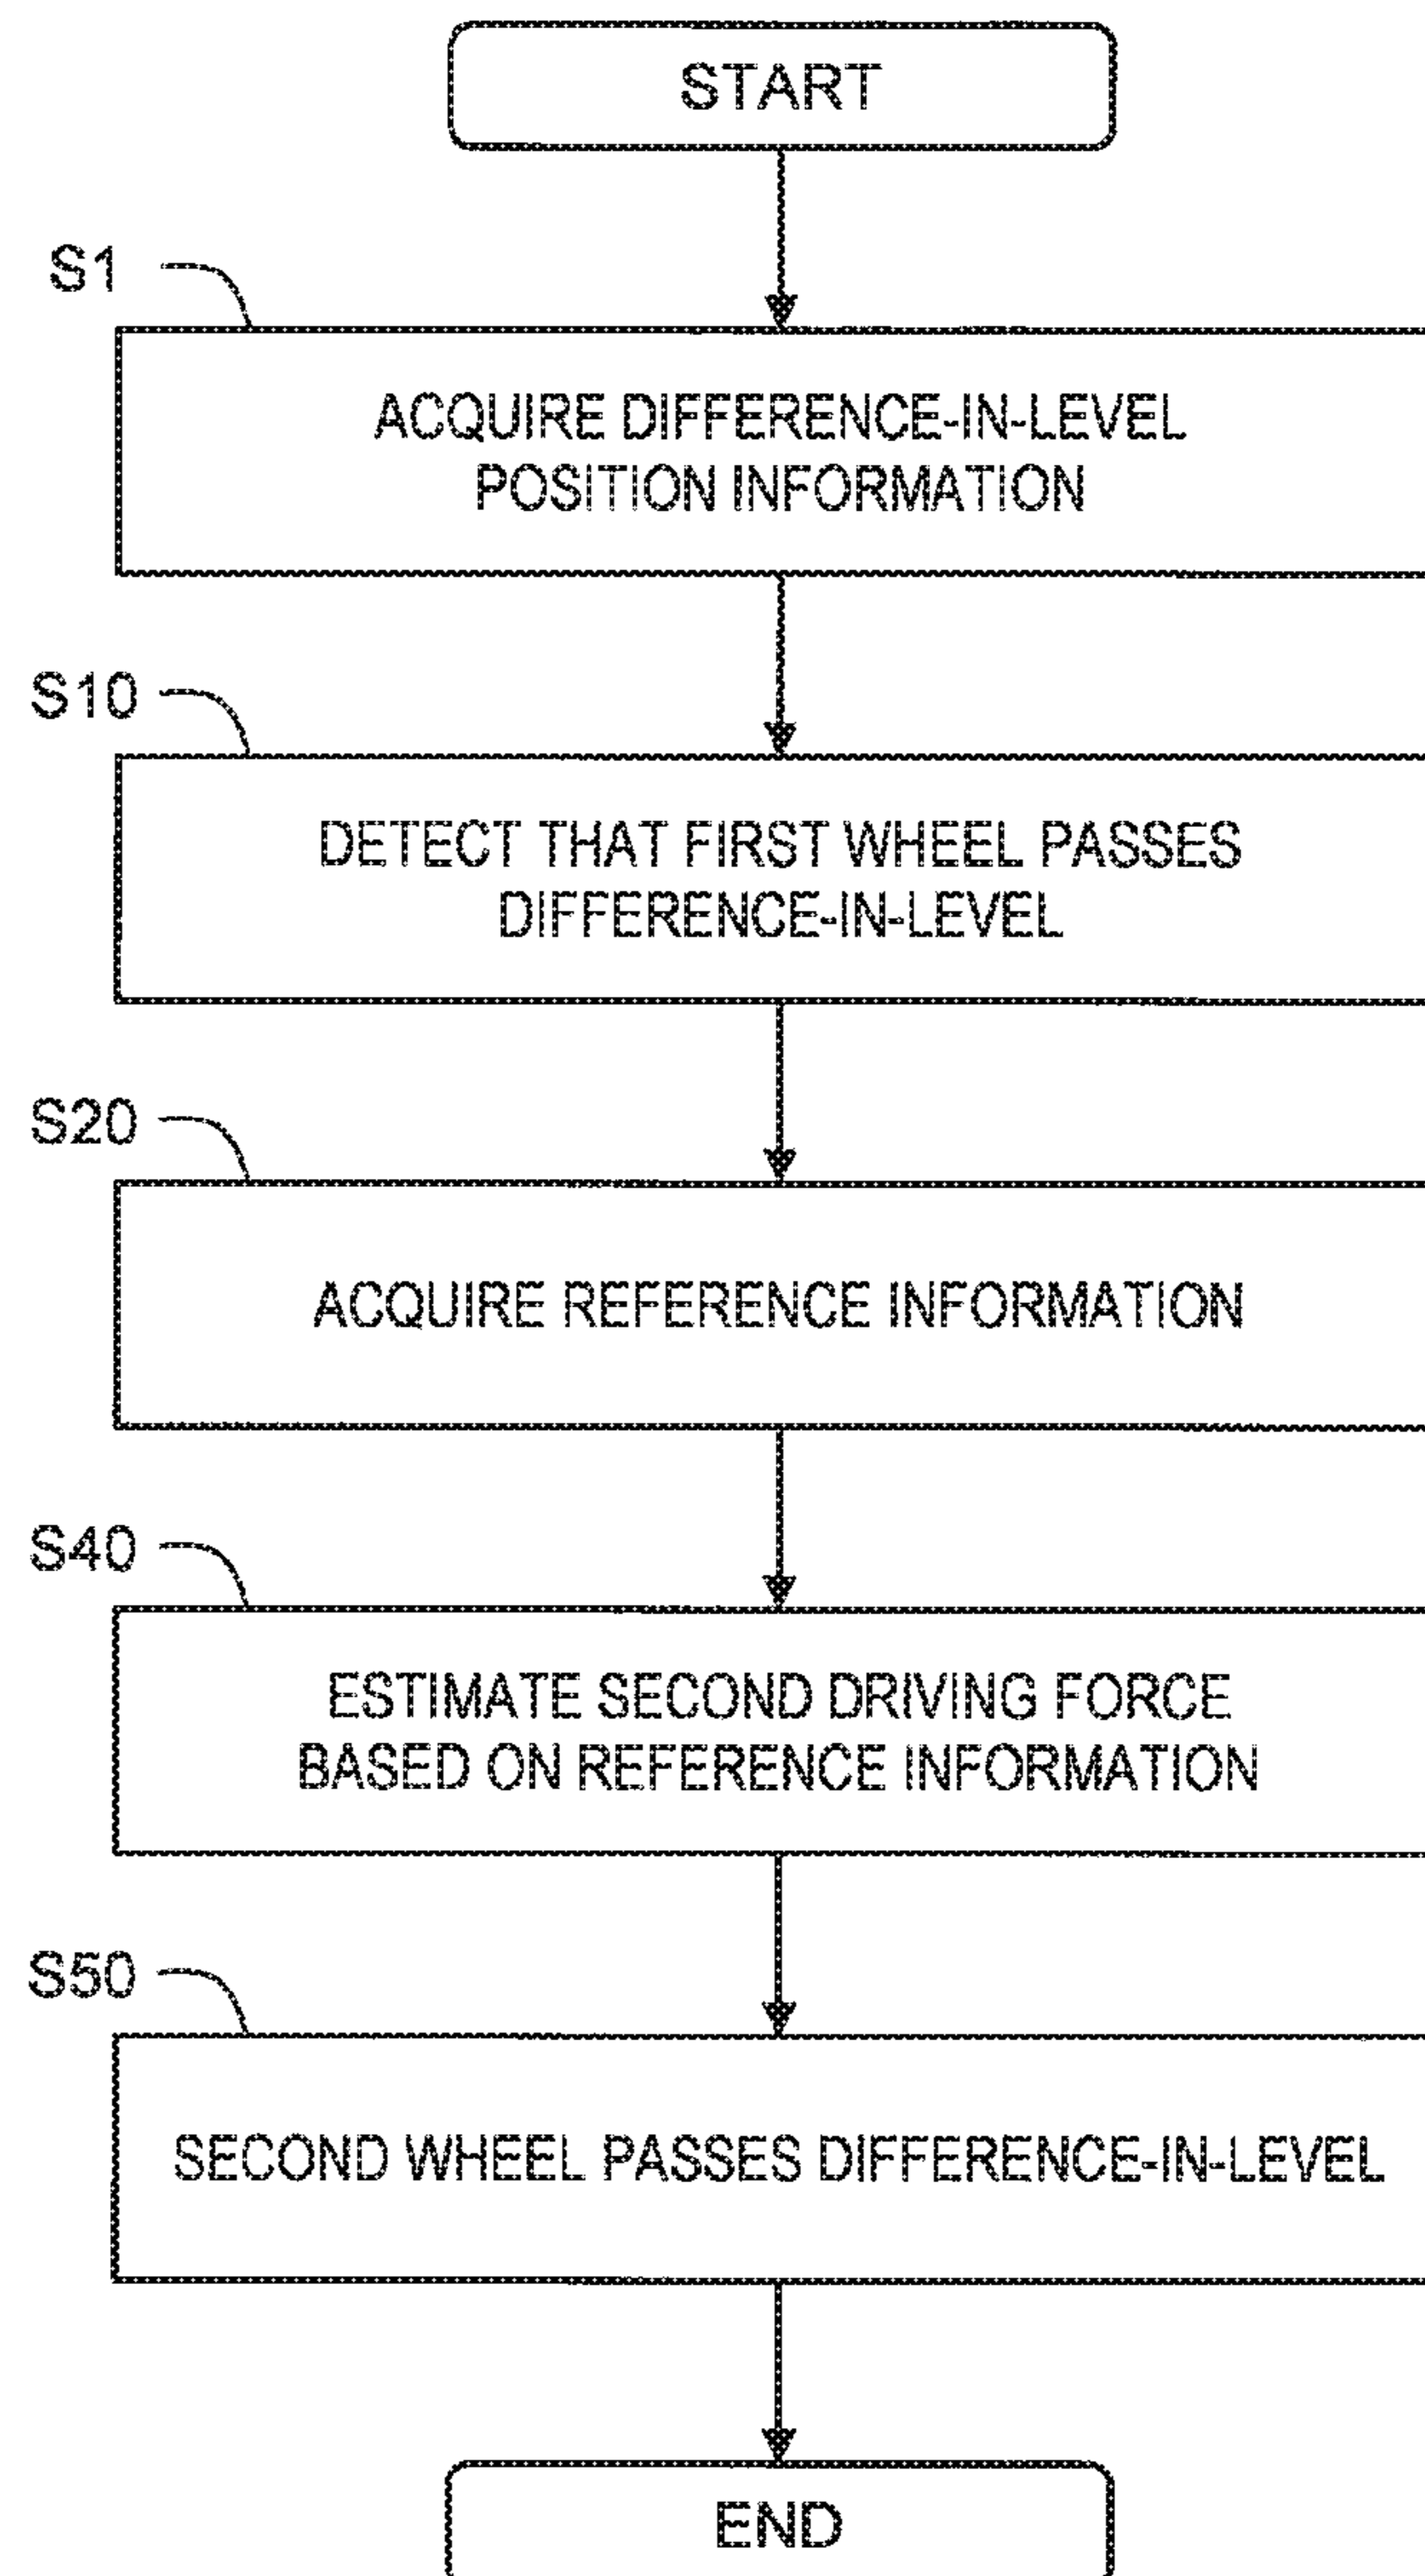 START
S1
ACQUIRE DIFFERENCE-IN-LEVEL
POSITION INFORMATION
S10
DETECT THAT FIRST WHEEL PASSES
DIFFERENCE-IN-LEVEL
S20
ACQUIRE REFERENCE INFORMATION
S40
ESTIMATE SECOND DRIVING FORCE
BASED ON REFERENCE INFORMATION
S50
SECOND WHEEL PASSES DIFFERENCE-IN-LEVEL
END